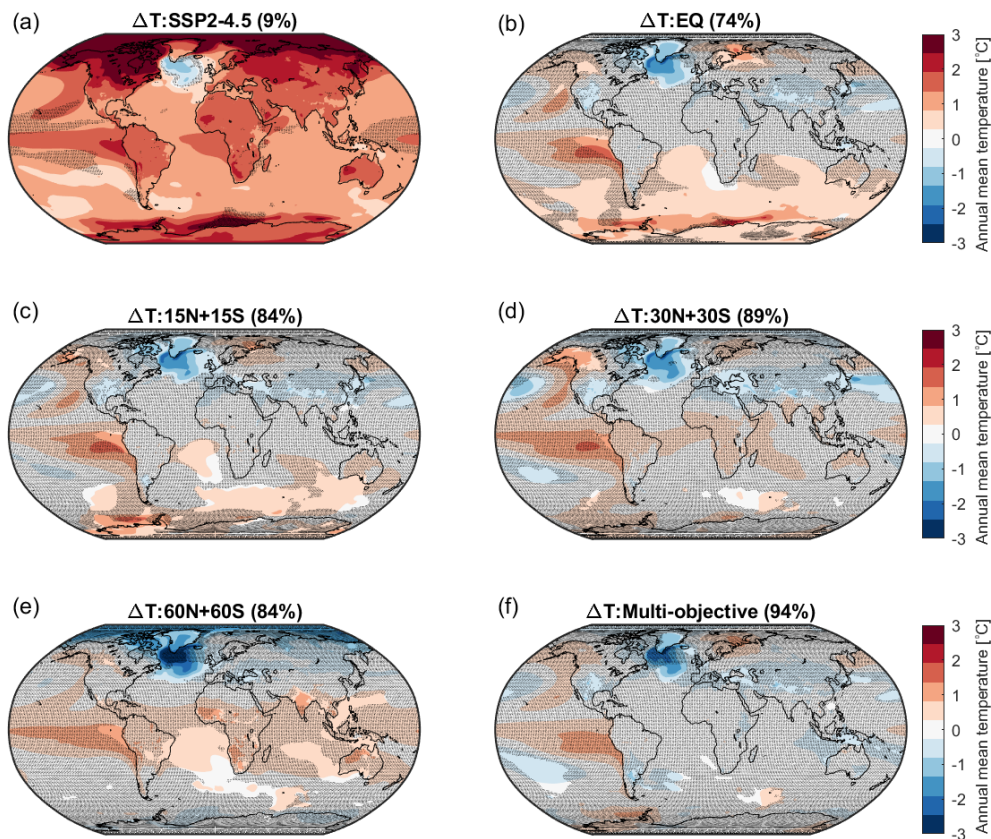 (a) ΔT:SSP2-4.5 (9%)
(b) ΔT:EQ (74%)
3
2
1
0
-1
-2
-3
Annual mean temperature [°C]
(c) ΔT:15N+15S (84%)
(d) ΔT:30N+30S (89%)
3
2
1
0
-1
-2
-3
Annual mean temperature [°C]
(e) ΔT:60N+60S (84%)
(f) ΔT:Multi-objective (94%)
3
2
1
0
-1
-2
-3
Annual mean temperature [°C]